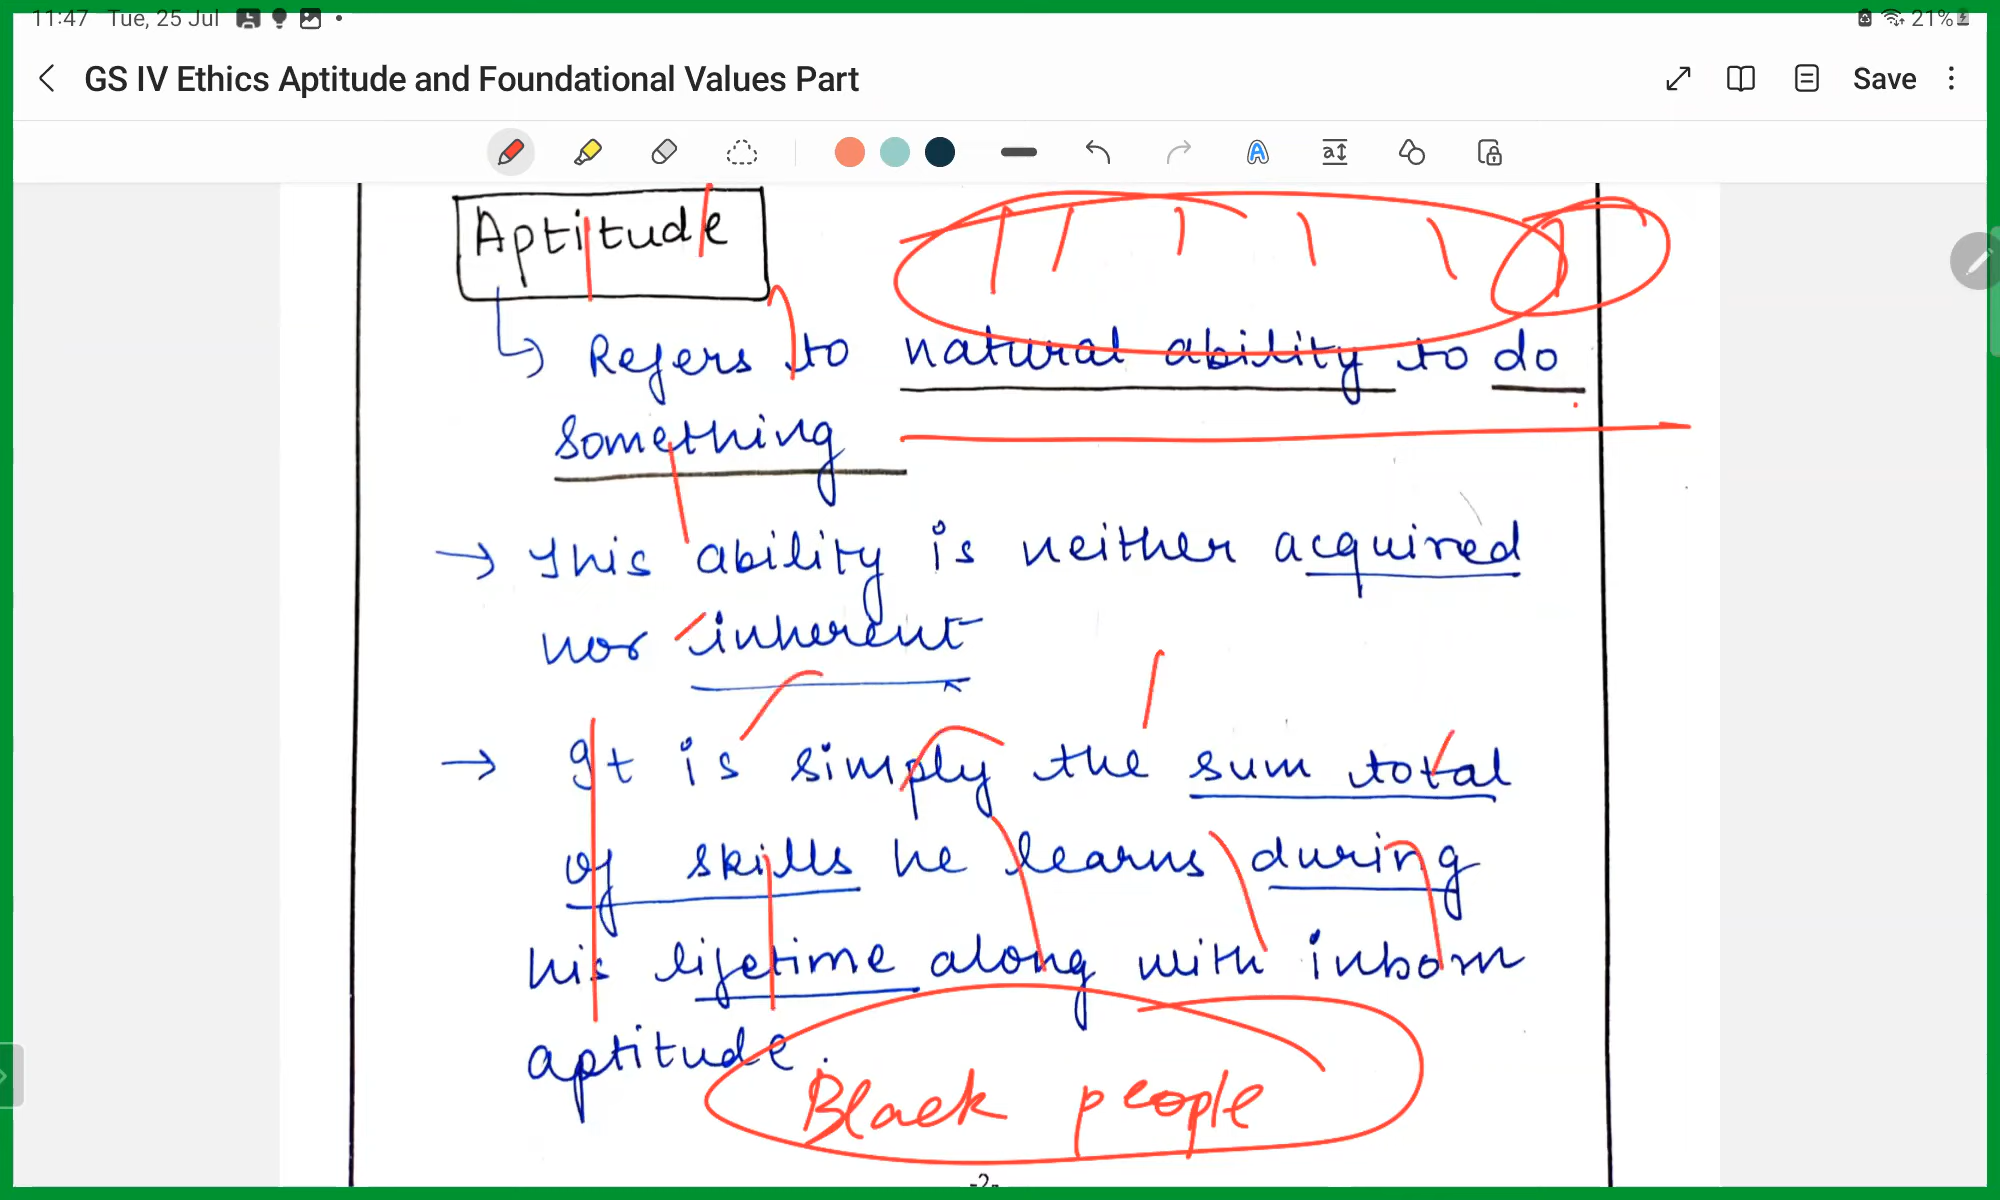 11:47 Tue, 25 Jul 21%
GS IV Ethics Aptitude and Foundational Values Part Save
Aptitude
Refers to natural ability to do
something
→ This ability is neither acquired
nor inherent
→ It is simply the sum total
of skills he learns during
his lifetime along with inborn
aptitude.
Black people
-2-